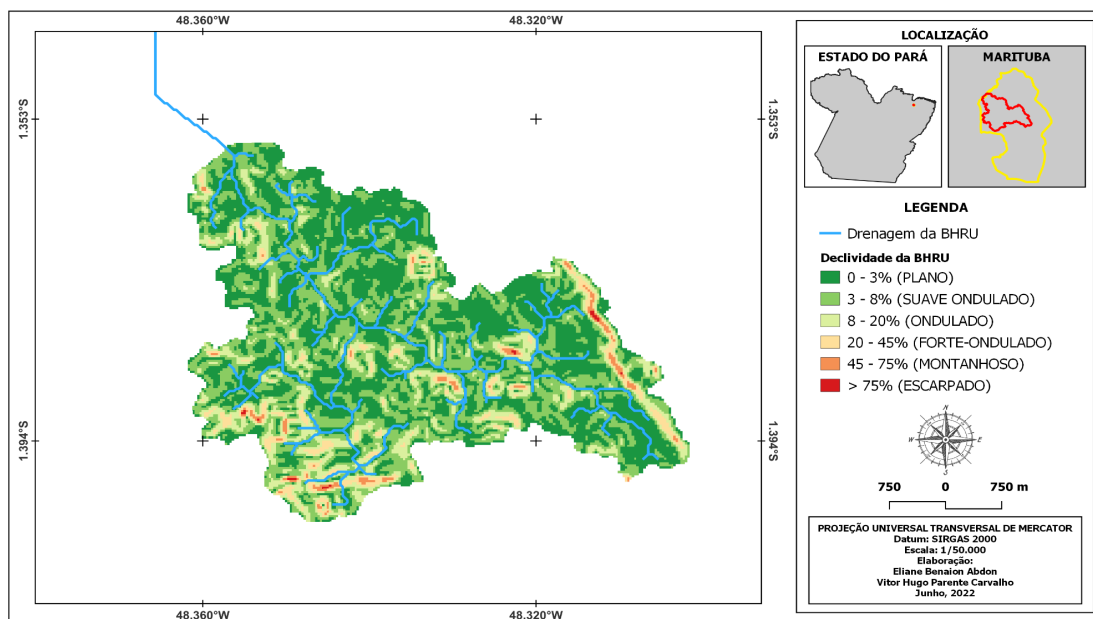 48.360°W
48.320°W
1.353°S
1.353°S
1.394°S
1.394°S
48.360°W
48.320°W
LOCALIZAÇÃO
ESTADO DO PARÁ
MARITUBA
LEGENDA
Drenagem da BHRU
Declividade da BHRU
0 - 3% (PLANO)
3 - 8% (SUAVE ONDULADO)
8 - 20% (ONDULADO)
20 - 45% (FORTE-ONDULADO)
45 - 75% (MONTANHOSO)
> 75% (ESCARPADO)
N
W
E
S
750 0 750 m
PROJEÇÃO UNIVERSAL TRANSVERSAL DE MERCATOR
Datum: SIRGAS 2000
Escala: 1/50.000
Elaboração:
Eliane Benaion Abdon
Vitor Hugo Parente Carvalho
Junho, 2022